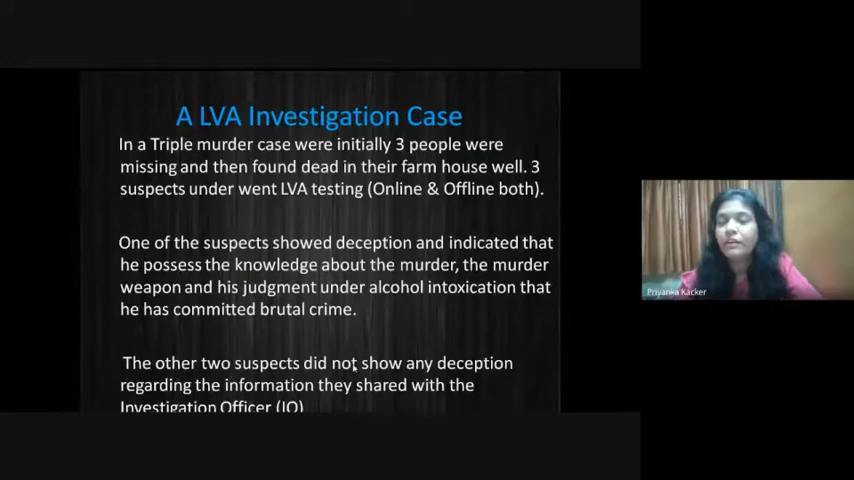 A LVA Investigation Case
In a Triple murder case were initially 3 people were
missing and then found dead in their farm house well. 3
suspects under went LVA testing (Online & Offline both).
One of the suspects showed deception and indicated that
he possess the knowledge about the murder, the murder
weapon and his judgment under alcohol intoxication that
he has committed brutal crime.
The other two suspects did not show any deception
regarding the information they shared with the
Investigation Officer (IO)
Priyanka Kacker